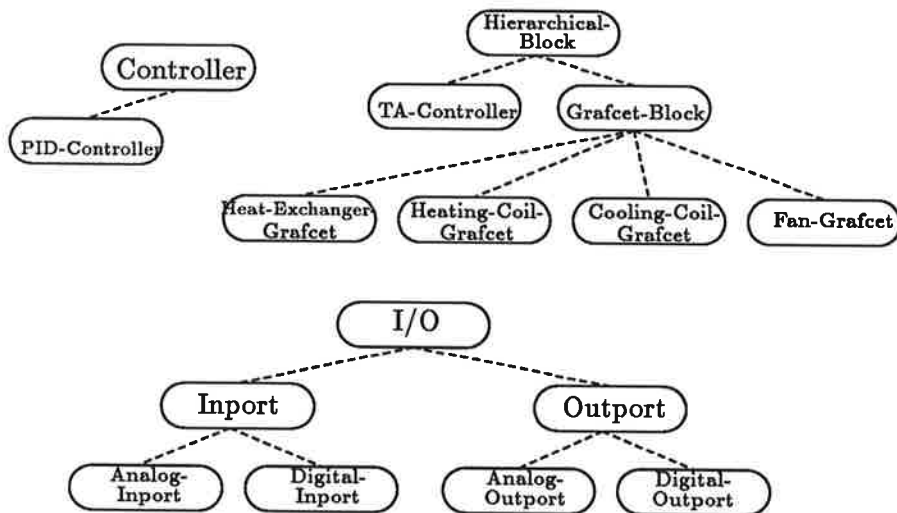 Hierarchical-
Block
Controller
TA-Controller
Grafcet-Block
PID-Controller
Heat-Exchanger-
Grafcet
Heating-Coil-
Grafcet
Cooling-Coil-
Grafcet
Fan-Grafcet
I/O
Inport
Outport
Analog-
Inport
Digital-
Inport
Analog-
Outport
Digital-
Outport